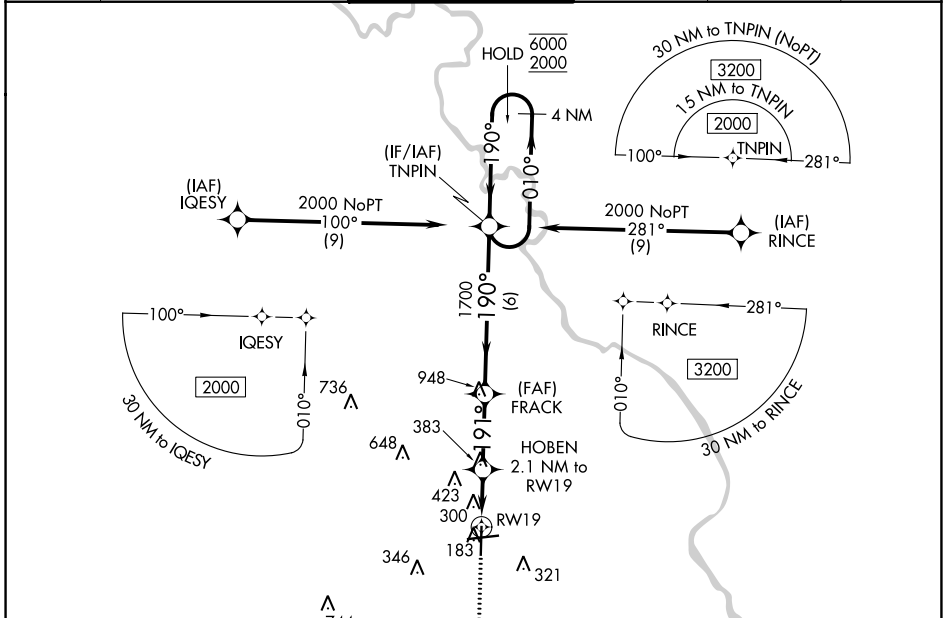 HOLD 6000
2000
4 NM
190°
010°
(IF/IAF)
TNPIN
30 NM to TNPIN (NoPT)
3200
15 NM to TNPIN
2000
TNPIN
100°
281°
(IAF)
IQESY
2000 NoPT
100°
(9)
2000 NoPT
281°
(9)
(IAF)
RINCE
1700
190°
(6)
100°
IQESY
2000
010°
30 NM to IQESY
281°
RINCE
3200
010°
30 NM to RINCE
736
948
(FAF)
FRACK
191°
383
HOBEN
2.1 NM to
RW19
648
423
300
RW19
183
346
321